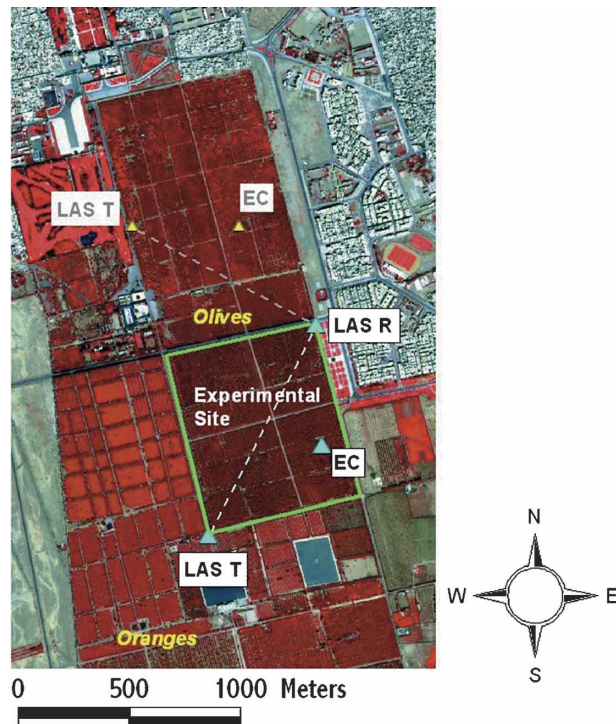 LAS T
EC
Olives
LAS R
Experimental
Site
EC
LAS T
Oranges
N
W
E
S
0 500 1000 Meters